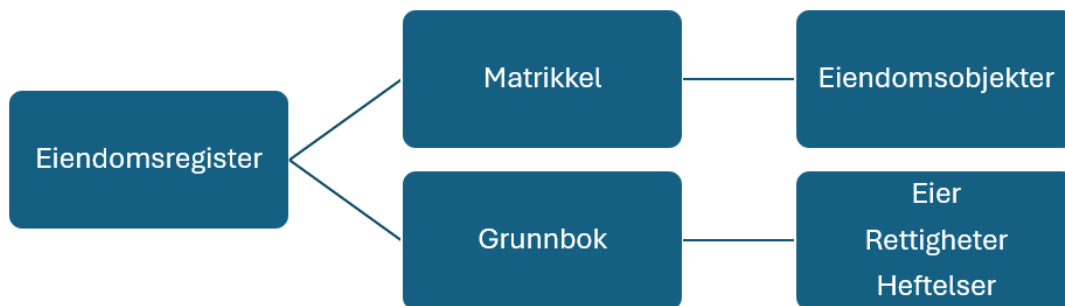 Eiendomsregister
Matrikkel
Eiendomsobjekter
Grunnbok
Eier
Rettigheter
Heftelser